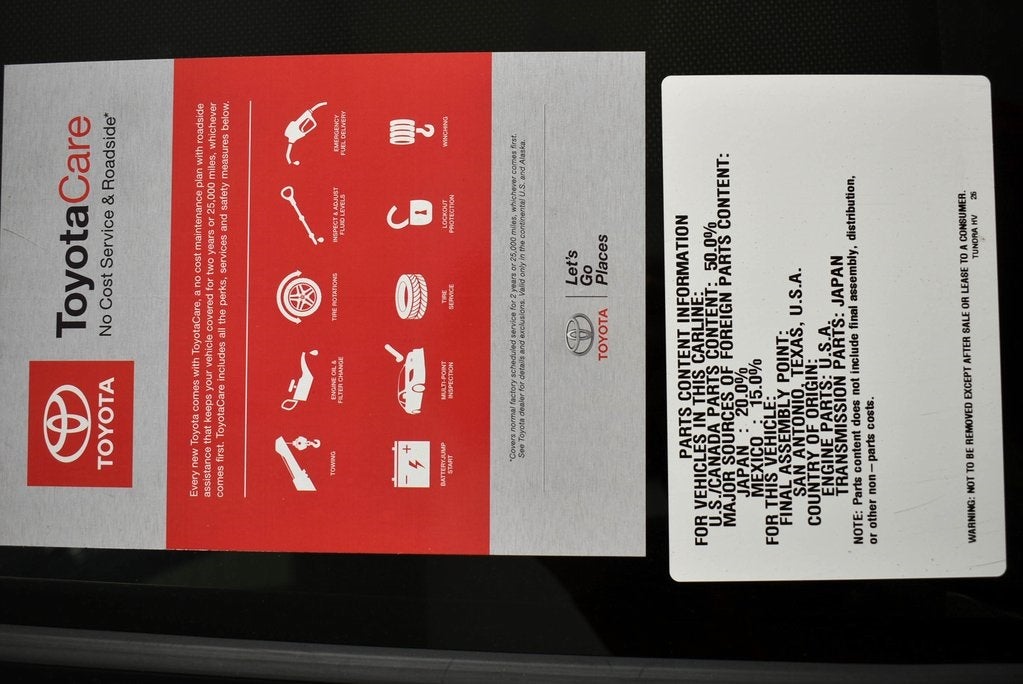 TOYOTA
ToyotaCare
No Cost Service & Roadside*
Every new Toyota comes with ToyotaCare, a no cost maintenance plan with roadside
assistance that keeps your vehicle covered for two years or 25,000 miles, whichever
comes first. ToyotaCare includes all the perks, services and safety measures below.
TOWING
ENGINE OIL &
FILTER CHANGE
TIRE ROTATIONS
INSPECT & ADJUST
FLUID LEVELS
EMERGENCY
FUEL DELIVERY
BATTERY/JUMP
START
MULTI-POINT
INSPECTION
TIRE
SERVICE
LOCKOUT
PROTECTION
WINCHING
*Covers normal factory scheduled service for 2 years or 25,000 miles, whichever comes first.
See Toyota dealer for details and exclusions. Valid only in the continental U.S. and Alaska.
TOYOTA
Let's
Go
Places
PARTS CONTENT INFORMATION
FOR VEHICLES IN THIS CARLINE:
U.S./CANADA PARTS CONTENT: 50.0%
MAJOR SOURCES OF FOREIGN PARTS CONTENT:
JAPAN : 20.0%
MEXICO : 15.0%
FOR THIS VEHICLE:
FINAL ASSEMBLY POINT:
SAN ANTONIO, TEXAS, U.S.A.
COUNTRY OF ORIGIN:
ENGINE PARTS: U.S.A.
TRANSMISSION PARTS: JAPAN
NOTE: Parts content does not include final assembly, distribution,
or other non-parts costs.
WARNING: NOT TO BE REMOVED EXCEPT AFTER SALE OR LEASE TO A CONSUMER.
TUNDRA HV 26